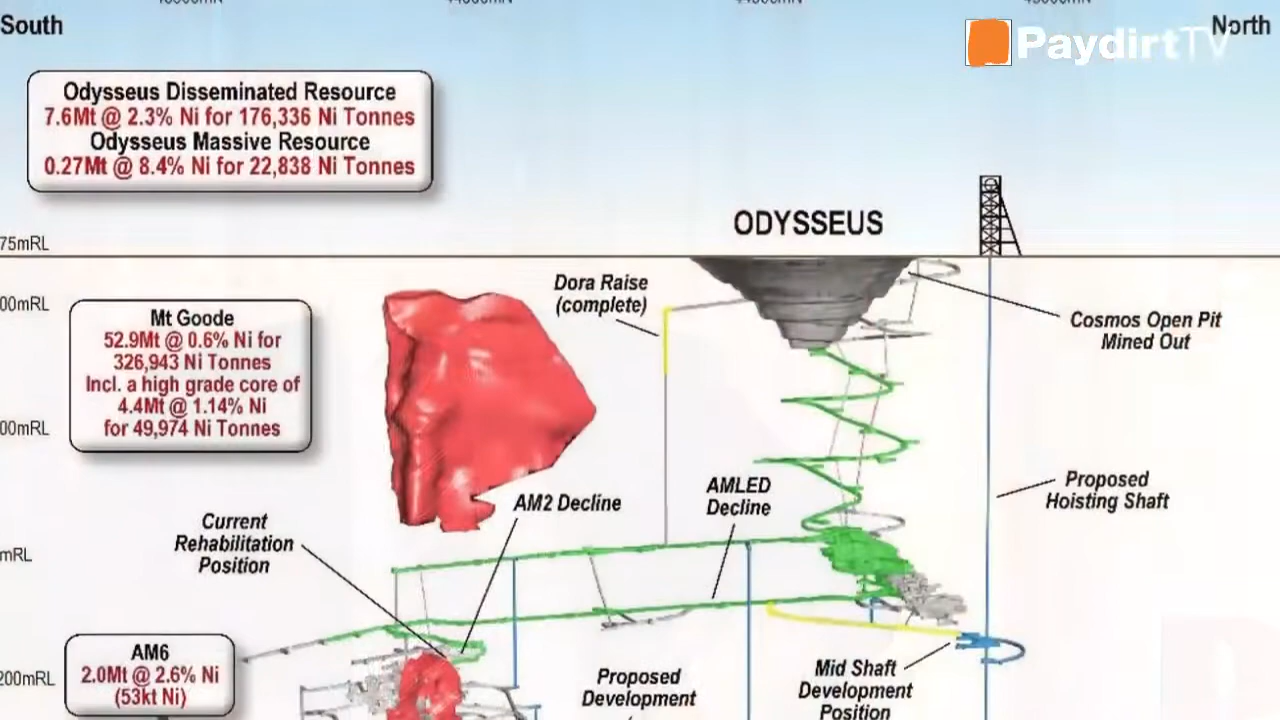 South
PaydirtTV
North
Odysseus Disseminated Resource
7.6Mt @ 2.3% Ni for 176,336 Ni Tonnes
Odysseus Massive Resource
0.27Mt @ 8.4% Ni for 22,838 Ni Tonnes
ODYSSEUS
75mRL
Dora Raise
(complete)
00mRL
Mt Goode
52.9Mt @ 0.6% Ni for
326,943 Ni Tonnes
Incl. a high grade core of
4.4Mt @ 1.14% Ni
for 49,974 Ni Tonnes
Cosmos Open Pit
Mined Out
00mRL
AMLED
Decline
Proposed
Hoisting Shaft
AM2 Decline
Current
Rehabilitation
Position
mRL
AM6
2.0Mt @ 2.6% Ni
(53kt Ni)
200mRL
Proposed
Development
Mid Shaft
Development
Position